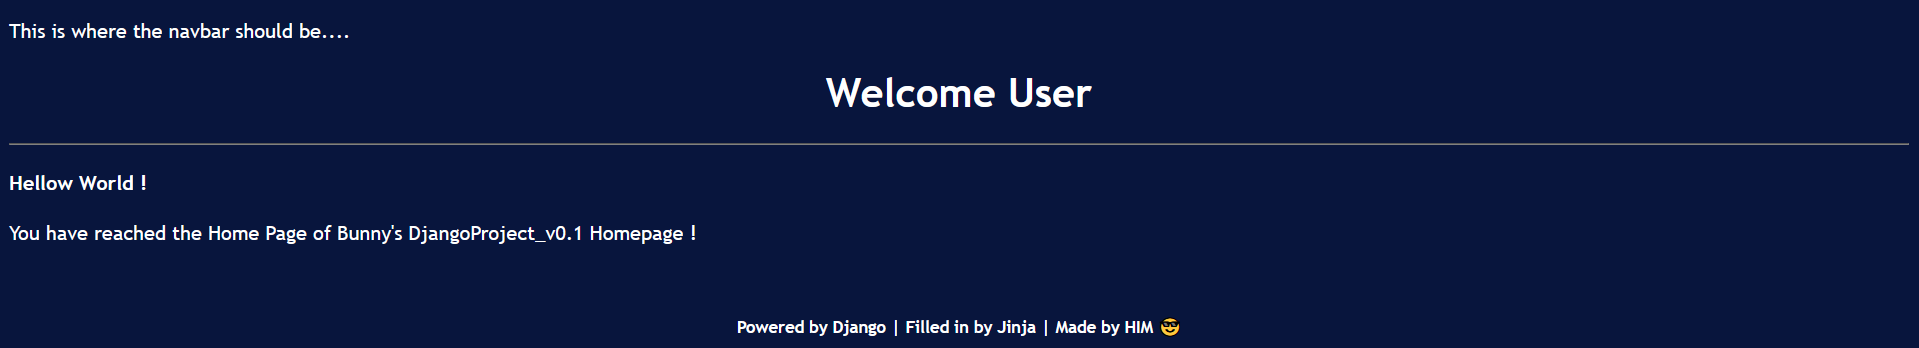 This is where the navbar should be....
Welcome User
Hellow World !
You have reached the Home Page of Bunny's DjangoProject_v0.1 Homepage !
Powered by Django | Filled in by Jinja | Made by HIM 🤓